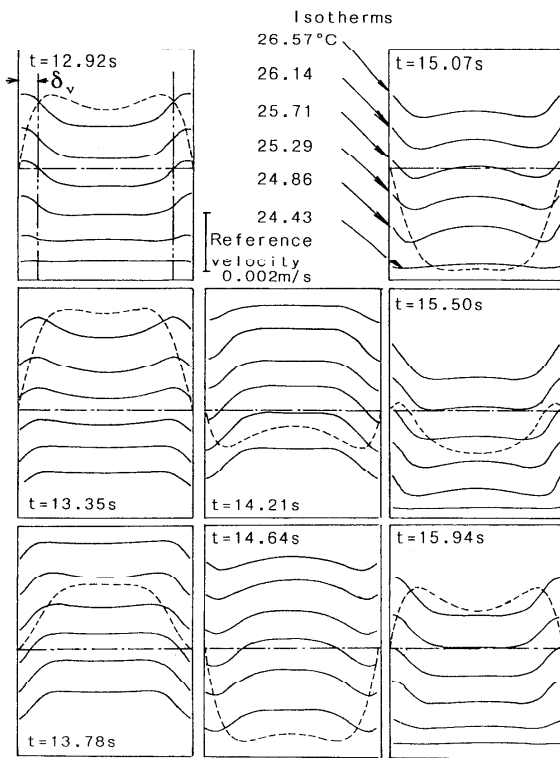 Isotherms
t=12.92s
δᵥ
26.57°C
26.14
25.71
25.29
24.86
24.43
Reference
velocity
0.002m/s
t=15.07s
t=13.35s
t=14.21s
t=15.50s
t=13.78s
t=14.64s
t=15.94s